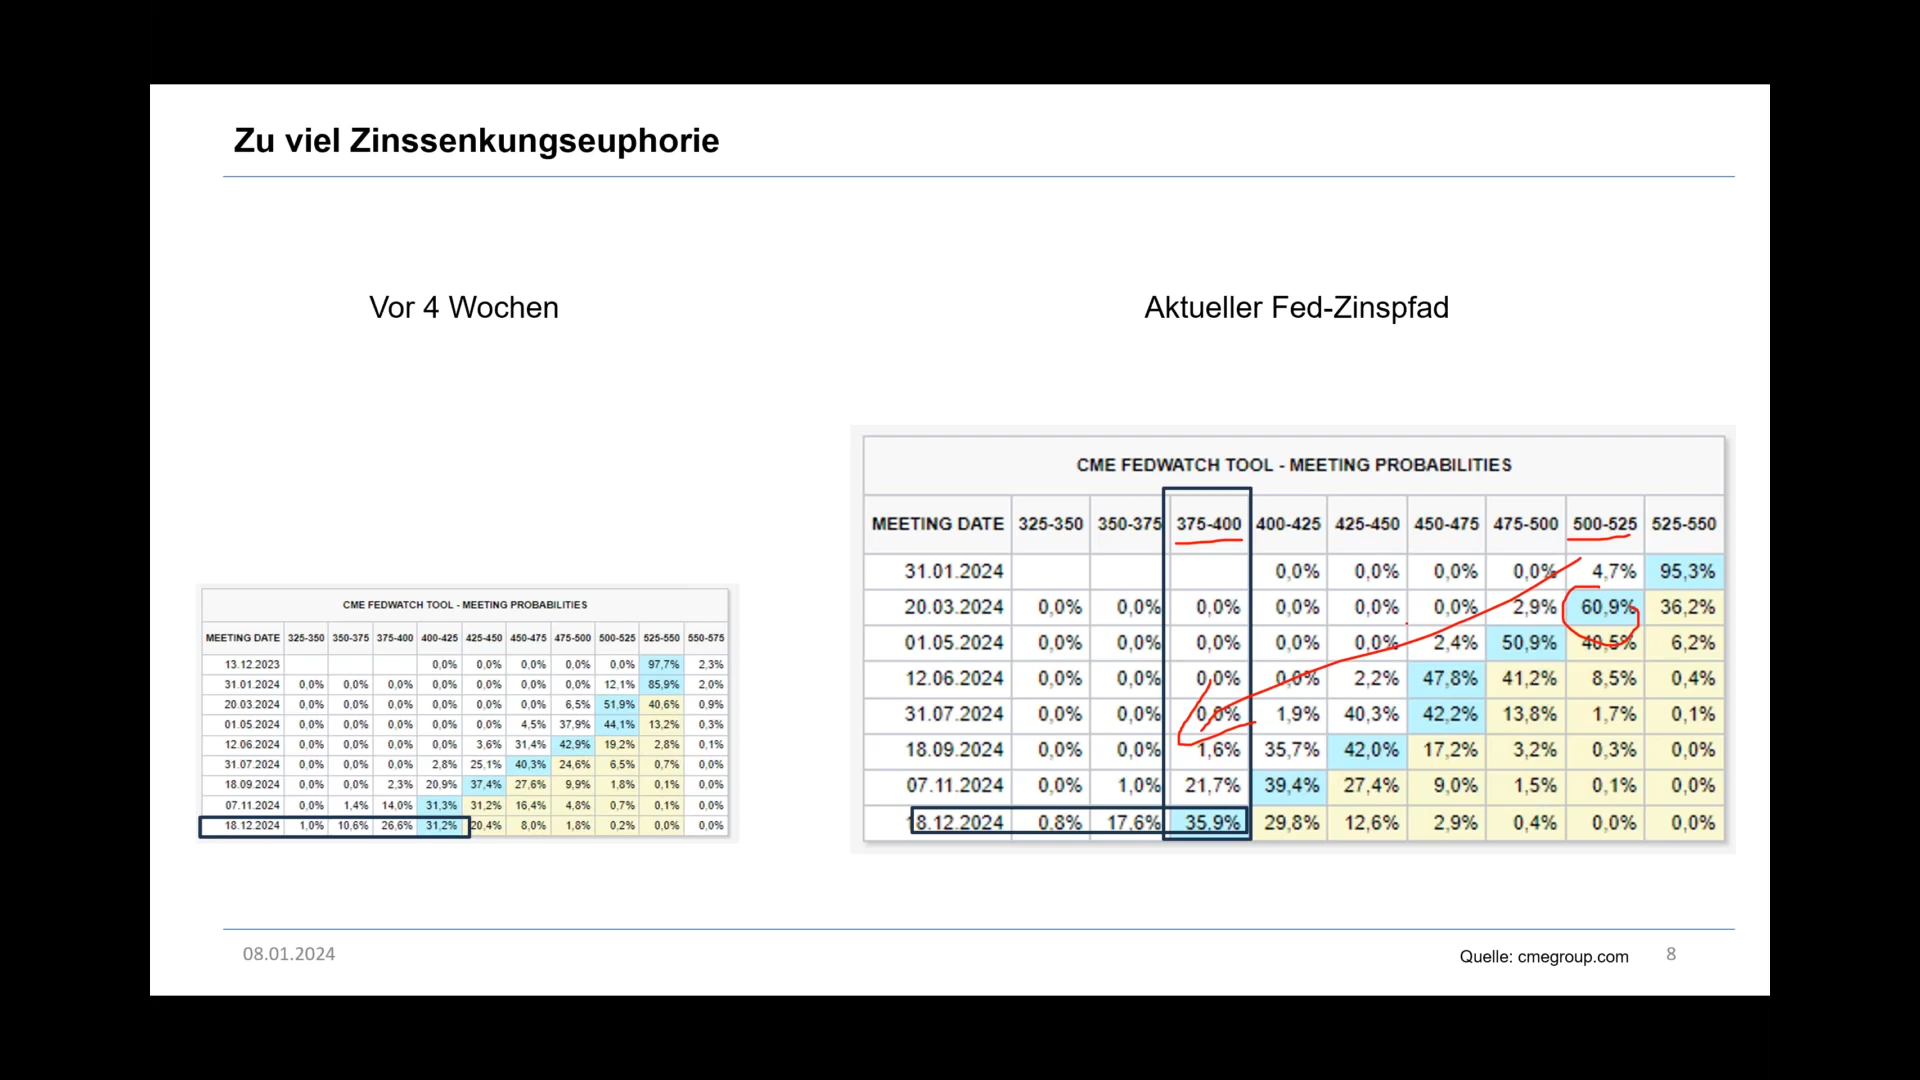 Zu viel Zinssenkungseuphorie
Vor 4 Wochen
CME FEDWATCH TOOL - MEETING PROBABILITIES
MEETING DATE 325-350 350-375 375-400 400-425 425-450 450-475 475-500 500-525 525-550 550-575
13.12.2023 0,0% 0,0% 0,0% 0,0% 0,0% 97,7% 2,3%
31.01.2024 0,0% 0,0% 0,0% 0,0% 0,0% 0,0% 0,0% 12,1% 85,9% 2,0%
20.03.2024 0,0% 0,0% 0,0% 0,0% 0,0% 0,0% 6,5% 51,9% 40,6% 0,9%
01.05.2024 0,0% 0,0% 0,0% 0,0% 0,0% 4,5% 37,9% 44,1% 13,2% 0,3%
12.06.2024 0,0% 0,0% 0,0% 0,0% 3,6% 31,4% 42,9% 19,2% 2,8% 0,1%
31.07.2024 0,0% 0,0% 0,0% 2,8% 25,1% 40,3% 24,6% 6,5% 0,7% 0,0%
18.09.2024 0,0% 0,0% 2,3% 20,9% 37,4% 27,6% 9,9% 1,8% 0,1% 0,0%
07.11.2024 0,0% 1,4% 14,0% 31,3% 31,2% 16,4% 4,8% 0,7% 0,1% 0,0%
18.12.2024 1,0% 10,6% 26,6% 31,2% 20,4% 8,0% 1,8% 0,2% 0,0% 0,0%
Aktueller Fed-Zinspfad
CME FEDWATCH TOOL - MEETING PROBABILITIES
MEETING DATE 325-350 350-375 375-400 400-425 425-450 450-475 475-500 500-525 525-550
31.01.2024 0,0% 0,0% 0,0% 0,0% 4,7% 95,3%
20.03.2024 0,0% 0,0% 0,0% 0,0% 0,0% 0,0% 2,9% 60,9% 36,2%
01.05.2024 0,0% 0,0% 0,0% 0,0% 0,0% 2,4% 50,9% 40,5% 6,2%
12.06.2024 0,0% 0,0% 0,0% 0,0% 2,2% 47,8% 41,2% 8,5% 0,4%
31.07.2024 0,0% 0,0% 0,0% 1,9% 40,3% 42,2% 13,8% 1,7% 0,1%
18.09.2024 0,0% 0,0% 1,6% 35,7% 42,0% 17,2% 3,2% 0,3% 0,0%
07.11.2024 0,0% 1,0% 21,7% 39,4% 27,4% 9,0% 1,5% 0,1% 0,0%
18.12.2024 0,8% 17,6% 35,9% 29,8% 12,6% 2,9% 0,4% 0,0% 0,0%
08.01.2024
Quelle: cmegroup.com
8